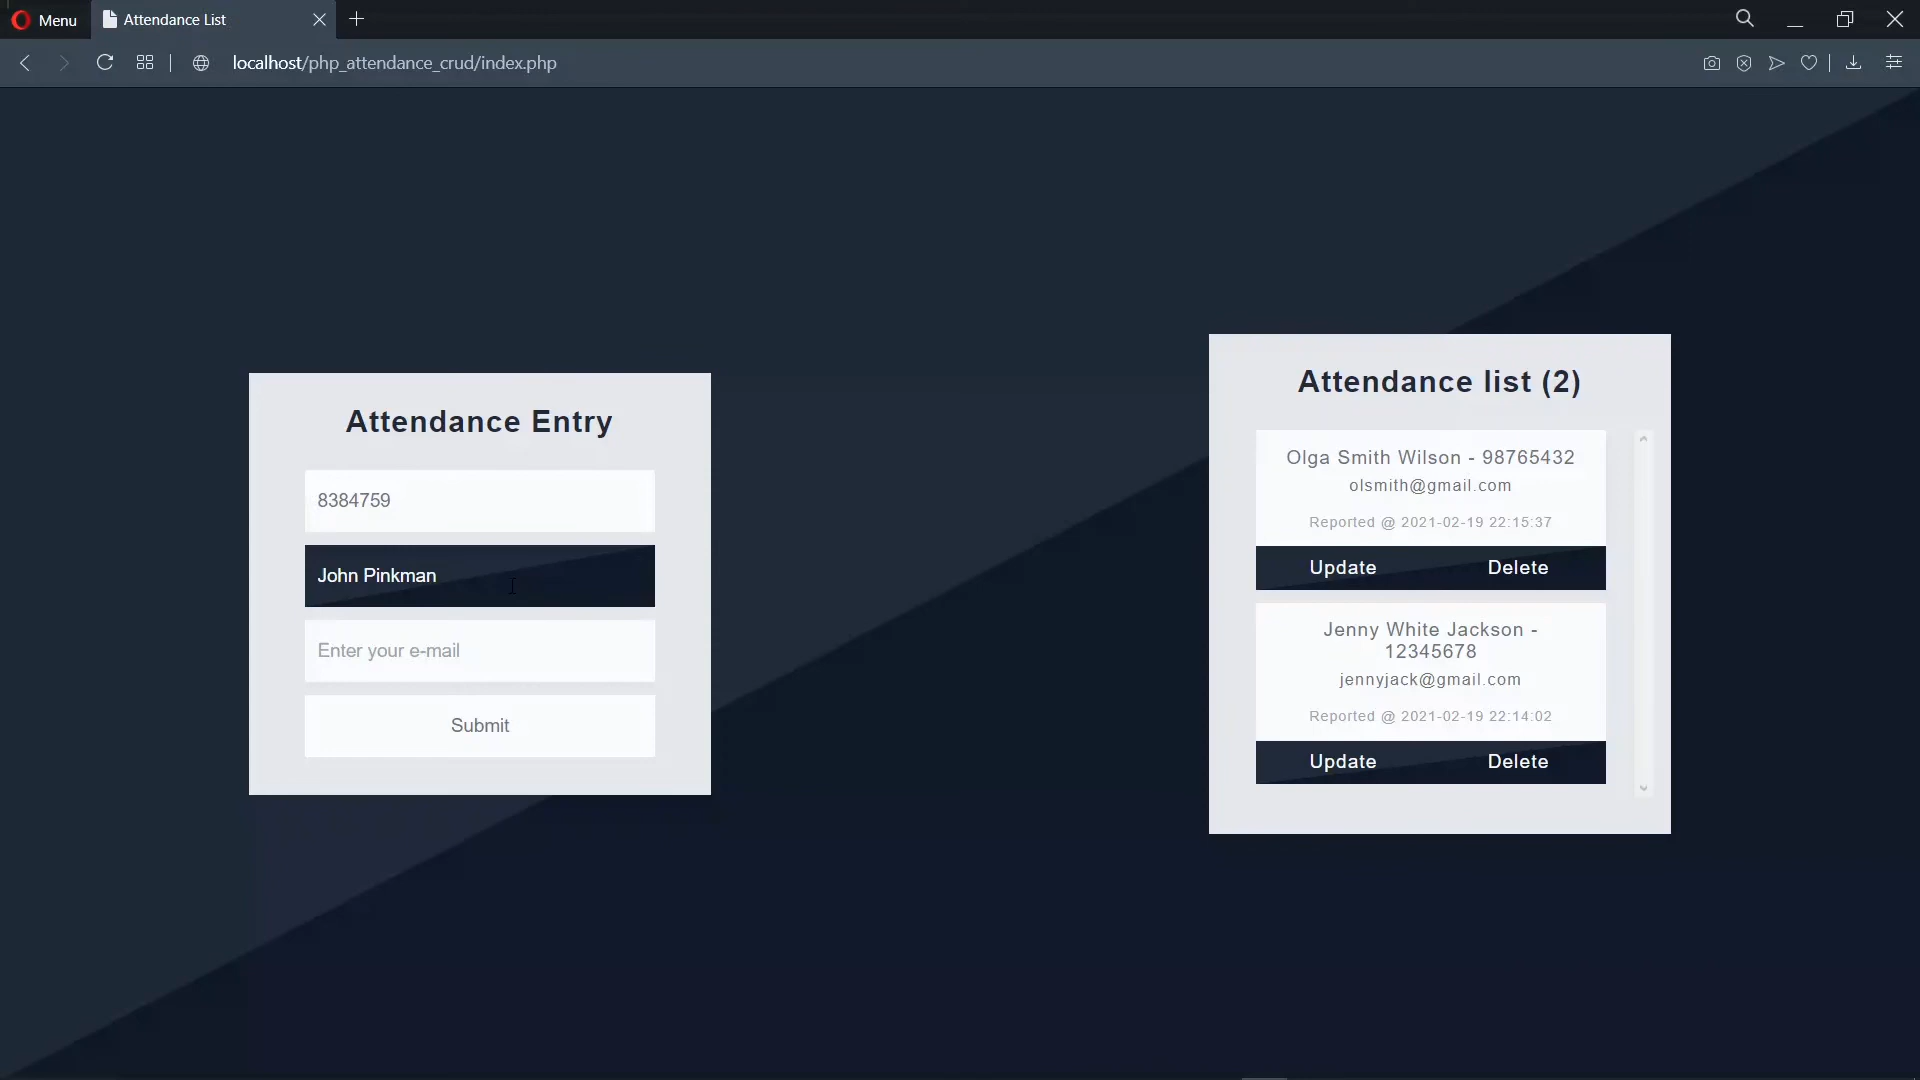 Menu
Attendance List
localhost/php_attendance_crud/index.php
Attendance Entry
8384759
John Pinkman
Enter your e-mail
Submit
Attendance list (2)
Olga Smith Wilson - 98765432
olsmith@gmail.com
Reported @ 2021-02-19 22:15:37
Update Delete
Jenny White Jackson -
12345678
jennyjack@gmail.com
Reported @ 2021-02-19 22:14:02
Update Delete